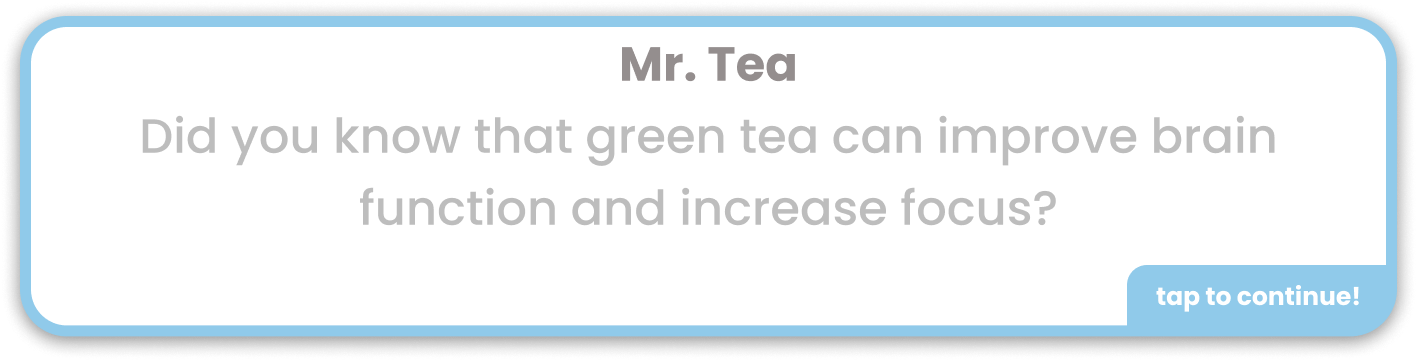 Mr. Tea
Did you know that green tea can improve brain
function and increase focus?
tap to continue!